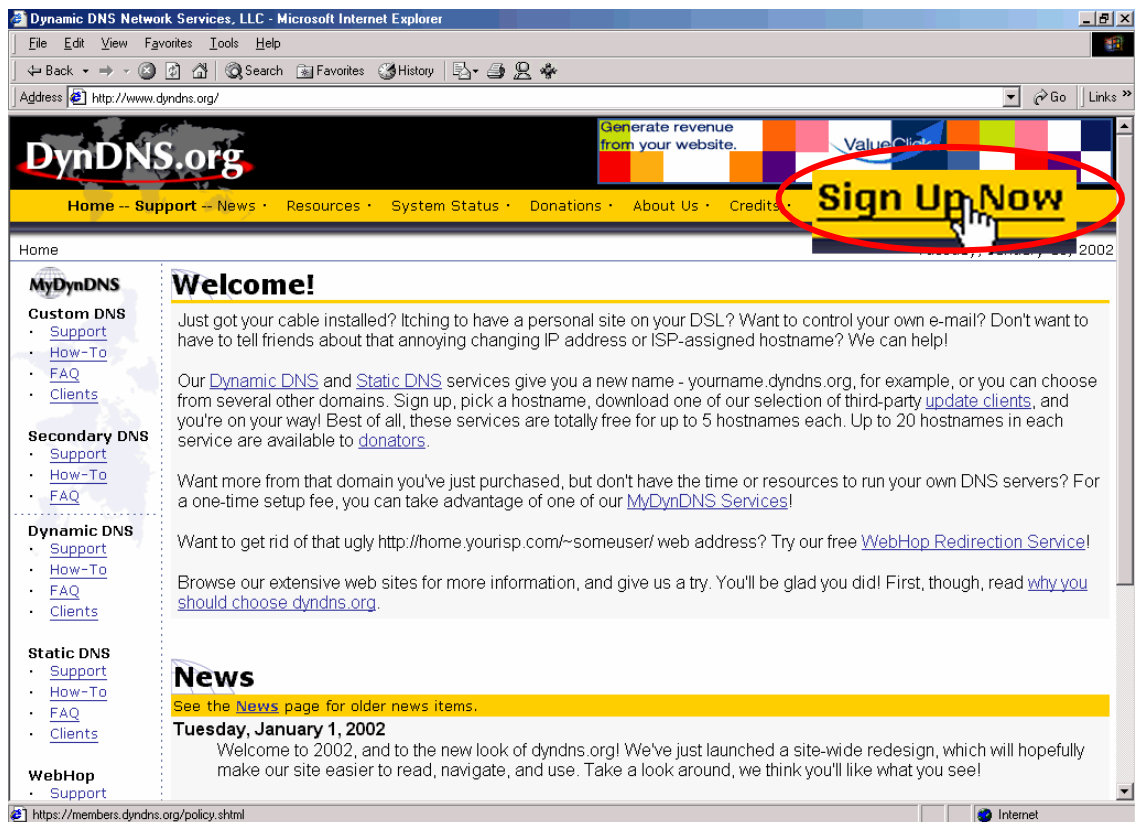 Dynamic DNS Network Services, LLC - Microsoft Internet Explorer
File Edit View Favorites Tools Help
Back Search Favorites History
Address http://www.dyndns.org/ Go Links »
DynDNS.org
Generate revenue
from your website.
ValueClick
Home -- Support -- News · Resources · System Status · Donations · About Us · Credits ·
Sign Up Now
Home
2002
MyDynDNS
Custom DNS
· Support
· How-To
· FAQ
· Clients
Secondary DNS
· Support
· How-To
· FAQ
Dynamic DNS
· Support
· How-To
· FAQ
· Clients
Static DNS
· Support
· How-To
· FAQ
· Clients
WebHop
· Support
Welcome!
Just got your cable installed? Itching to have a personal site on your DSL? Want to control your own e-mail? Don't want to
have to tell friends about that annoying changing IP address or ISP-assigned hostname? We can help!
Our Dynamic DNS and Static DNS services give you a new name - yourname.dyndns.org, for example, or you can choose
from several other domains. Sign up, pick a hostname, download one of our selection of third-party update clients, and
you're on your way! Best of all, these services are totally free for up to 5 hostnames each. Up to 20 hostnames in each
service are available to donators.
Want more from that domain you've just purchased, but don't have the time or resources to run your own DNS servers? For
a one-time setup fee, you can take advantage of one of our MyDynDNS Services!
Want to get rid of that ugly http://home.yourisp.com/~someuser/ web address? Try our free WebHop Redirection Service!
Browse our extensive web sites for more information, and give us a try. You'll be glad you did! First, though, read why you
should choose dyndns.org.
News
See the News page for older news items.
Tuesday, January 1, 2002
Welcome to 2002, and to the new look of dyndns.org! We've just launched a site-wide redesign, which will hopefully
make our site easier to read, navigate, and use. Take a look around, we think you'll like what you see!
https://members.dyndns.org/policy.shtml
Internet